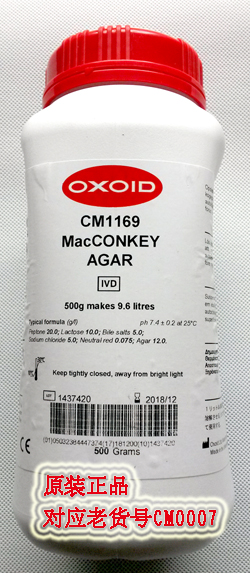 OXOID
CM1169
MacCONKEY
AGAR
IVD
500g makes 9.6 litres
Typical formula (g/l) ph 7.4 ± 0.2 at 25°C
Peptone 20.0; Lactose 10.0; Bile salts 5.0;
Sodium chloride 5.0; Neutral red 0.075; Agar 12.0.
Keep tightly closed, away from bright light
1437420 2018/12
500 Grams
原装正品
对应老货号CM0007